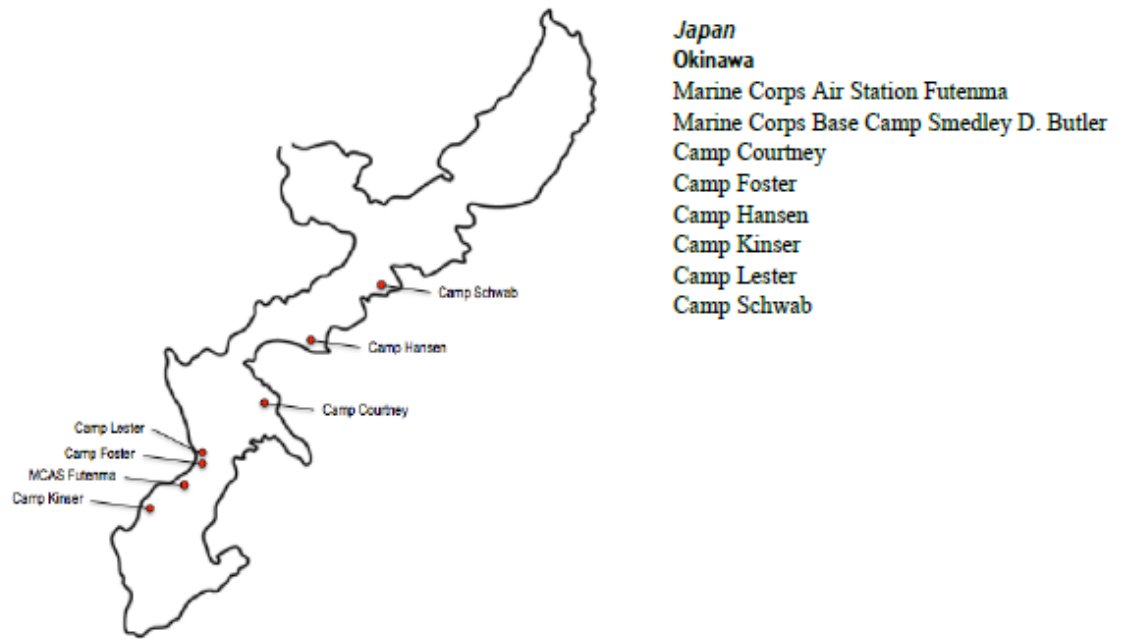 Japan
Okinawa
Marine Corps Air Station Futenma
Marine Corps Base Camp Smedley D. Butler
Camp Courtney
Camp Foster
Camp Hansen
Camp Kinser
Camp Lester
Camp Schwab
Camp Schwab
Camp Hansen
Camp Courtney
Camp Lester
Camp Foster
MCAS Futenma
Camp Kinser